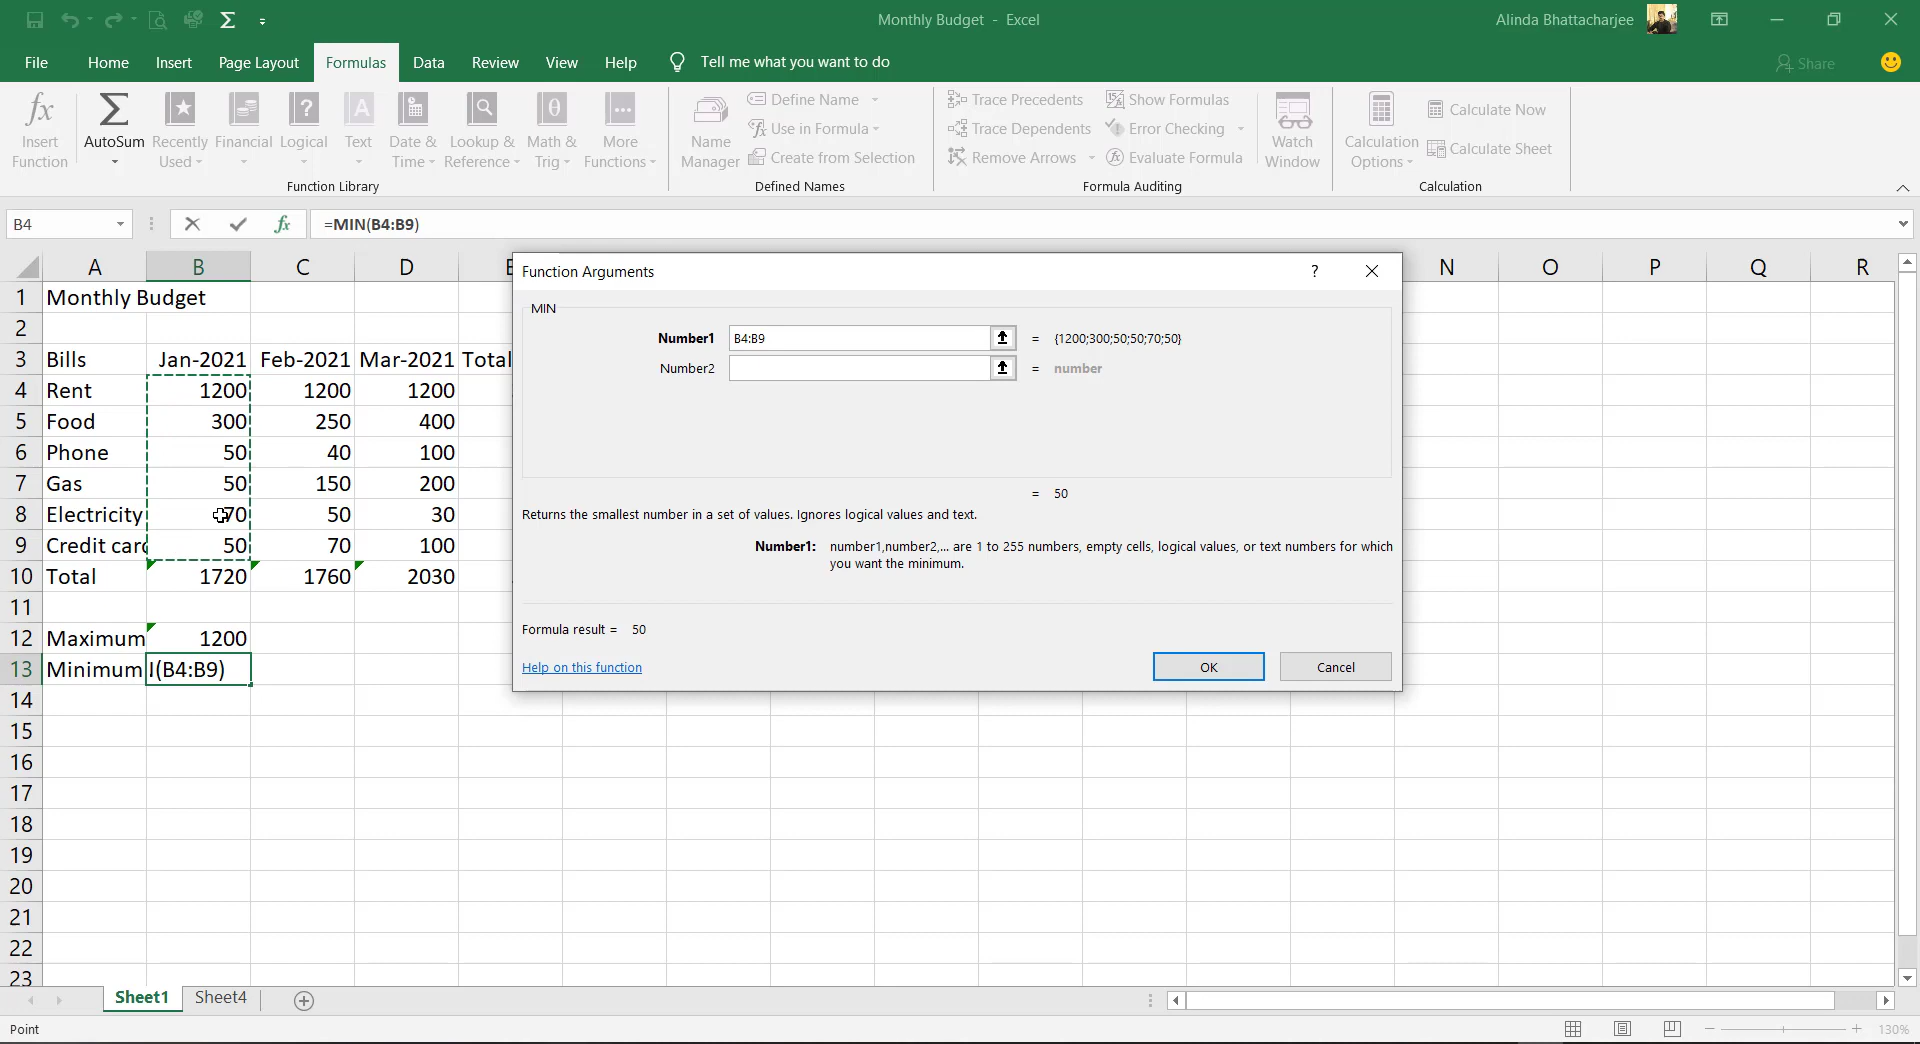 Monthly Budget - Excel
Alinda Bhattacharjee
File Home Insert Page Layout Formulas Data Review View Help Tell me what you want to do Share
Insert Function
AutoSum
Recently Used
Financial
Logical
Text
Date & Time
Lookup & Reference
Math & Trig
More Functions
Function Library
Name Manager
Define Name
Use in Formula
Create from Selection
Defined Names
Trace Precedents
Trace Dependents
Remove Arrows
Show Formulas
Error Checking
Evaluate Formula
Formula Auditing
Watch Window
Calculation Options
Calculate Now
Calculate Sheet
Calculation
B4 fx =MIN(B4:B9)
A B C D E N O P Q R
1 Monthly Budget
2
3 Bills Jan-2021 Feb-2021 Mar-2021 Total
4 Rent 1200 1200 1200
5 Food 300 250 400
6 Phone 50 40 100
7 Gas 50 150 200
8 Electricity 70 50 30
9 Credit card 50 70 100
10 Total 1720 1760 2030
11
12 Maximum 1200
13 Minimum I(B4:B9)
14
15
16
17
18
19
20
21
22
23
Function Arguments ?
MIN
Number1 B4:B9 = {1200;300;50;50;70;50}
Number2 = number
= 50
Returns the smallest number in a set of values. Ignores logical values and text.
Number1: number1,number2,... are 1 to 255 numbers, empty cells, logical values, or text numbers for which
you want the minimum.
Formula result = 50
Help on this function
OK Cancel
Sheet1 Sheet4
Point 130%